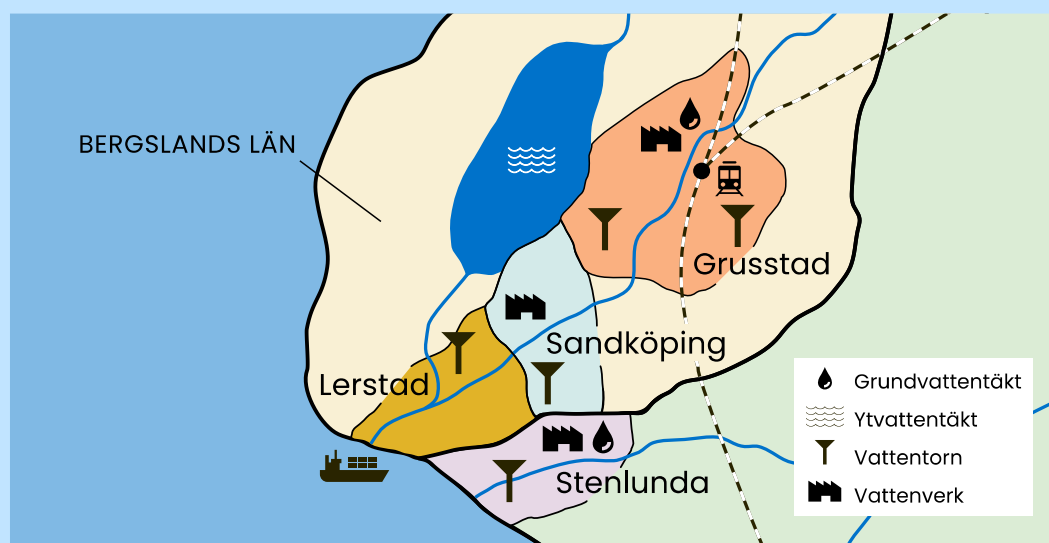 BERGSLANDS LÄN
Grusstad
Sandköping
Lerstad
Stenlunda
Grundvattentäkt
Ytvattentäkt
Vattentorn
Vattenverk